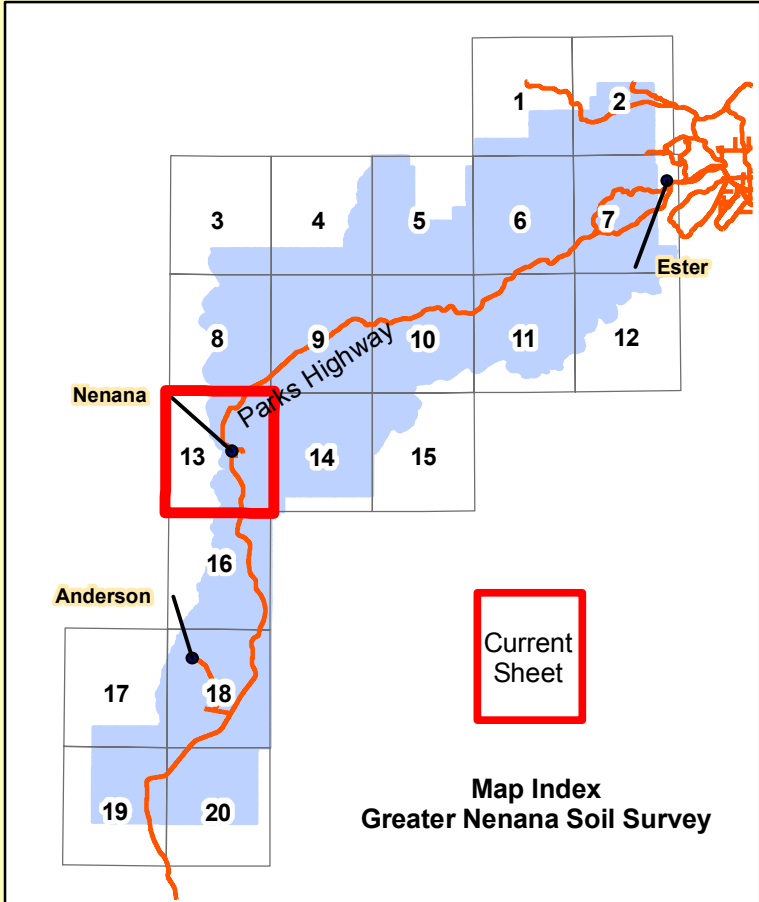 1
2
3
4
5
6
7
Ester
8
9
10
11
12
Parks Highway
Nenana
13
14
15
16
Anderson
17
18
Current
Sheet
19
20
Map Index
Greater Nenana Soil Survey